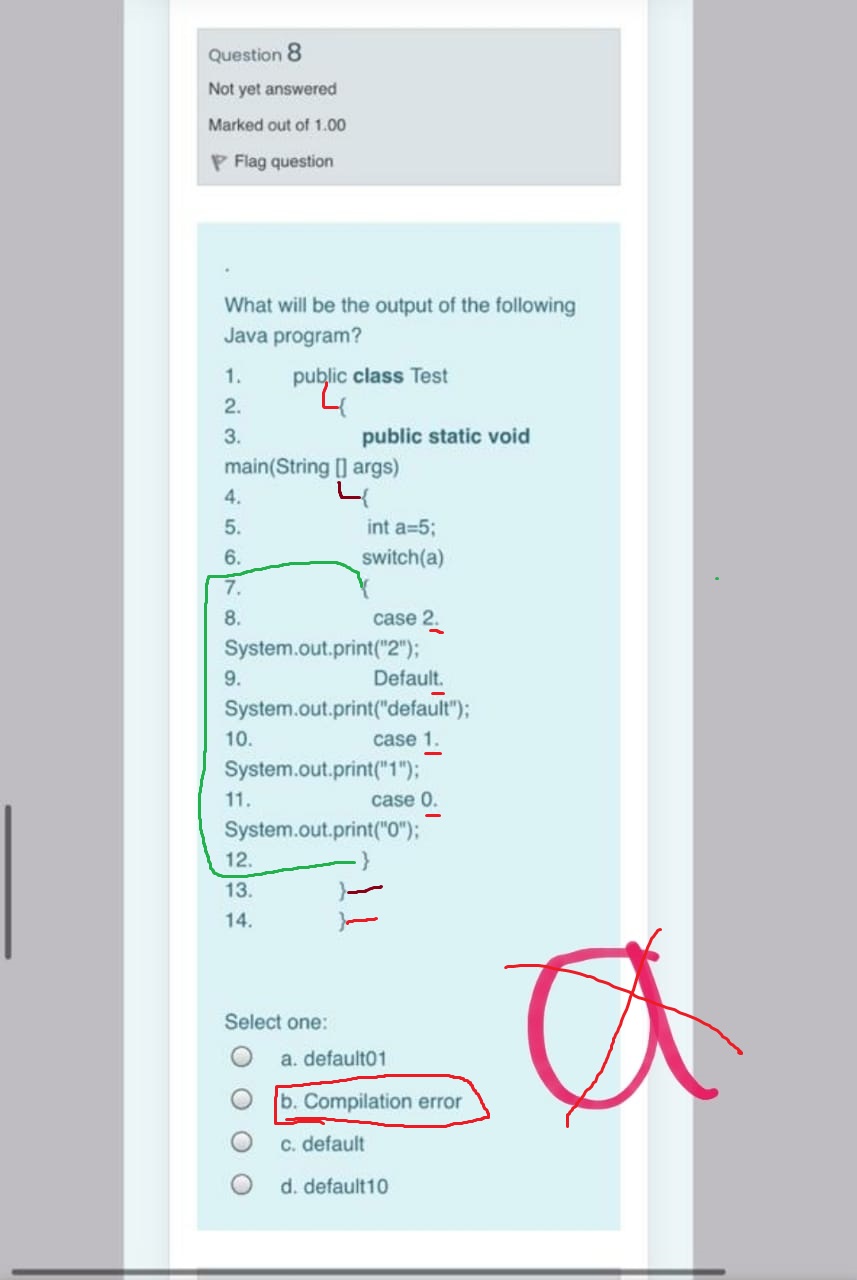 Question 8
Not yet answered
Marked out of 1.00
Flag question
.
What will be the output of the following
Java program?
1. public class Test
2. {
3. public static void
main(String [] args)
4. {
5. int a=5;
6. switch(a)
7. {
8. case 2.
System.out.print("2");
9. Default.
System.out.print("default");
10. case 1.
System.out.print("1");
11. case 0.
System.out.print("0");
12. }
13. }
14. }
a
Select one:
a. default01
b. Compilation error
c. default
d. default10